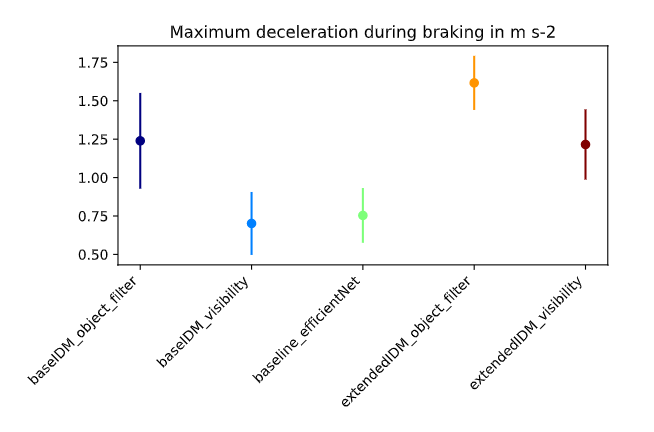 Maximum deceleration during braking in m s-2
1.75
1.50
1.25
1.00
0.75
0.50
baseIDM_object_filter
baseIDM_visibility
baseline_efficientNet
extendedIDM_object_filter
extendedIDM_visibility